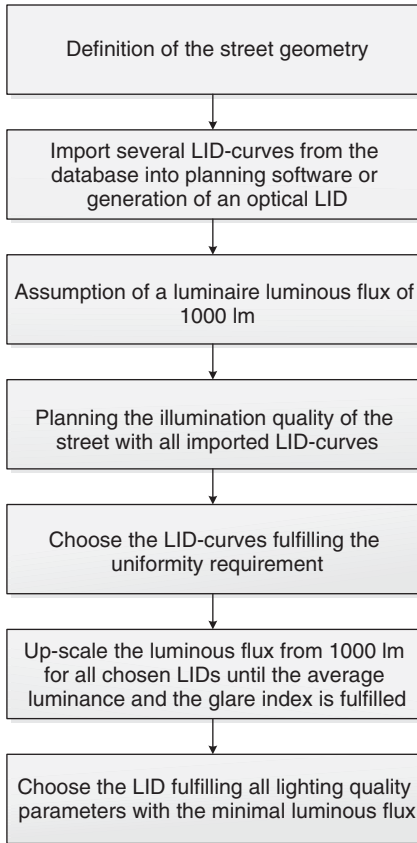 Definition of the street geometry
Import several LID-curves from the
database into planning software or
generation of an optical LID
Assumption of a luminaire luminous flux of
1000 lm
Planning the illumination quality of the
street with all imported LID-curves
Choose the LID-curves fulfilling the
uniformity requirement
Up-scale the luminous flux from 1000 lm
for all chosen LIDs until the average
luminance and the glare index is fulfilled
Choose the LID fulfilling all lighting quality
parameters with the minimal luminous flux